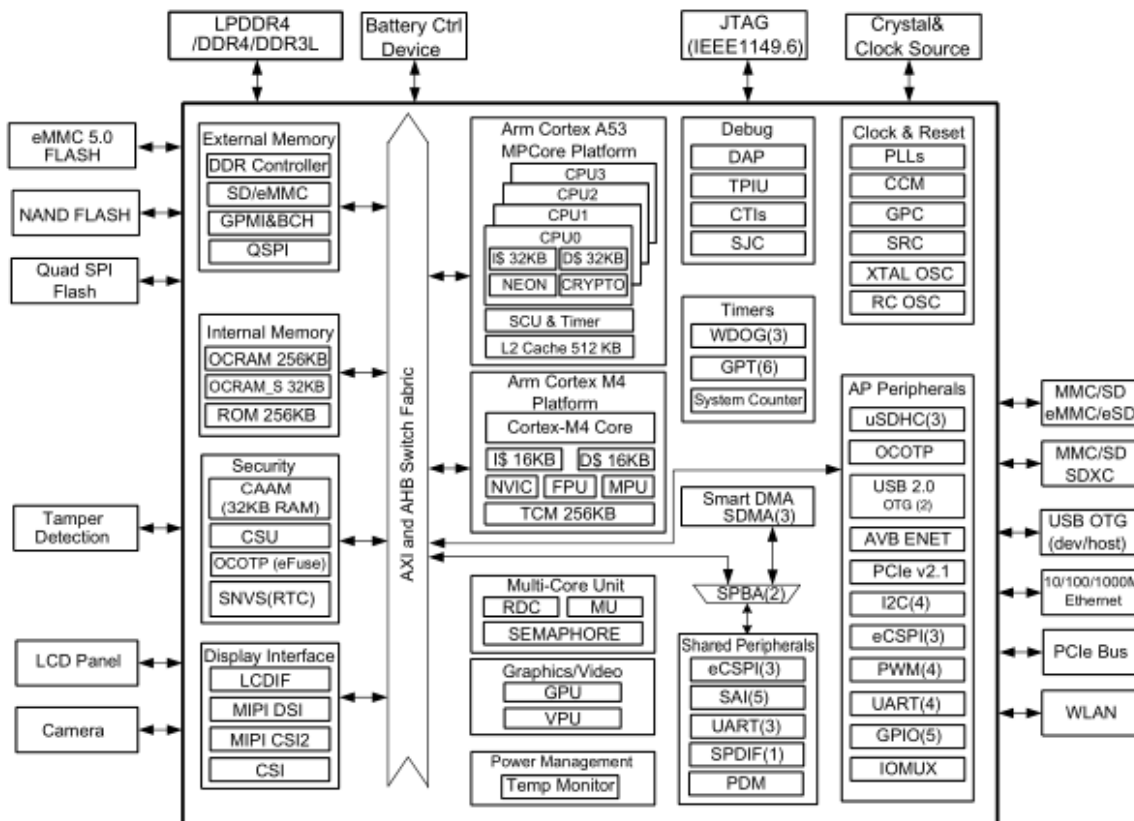 LPDDR4
/DDR4/DDR3L
Battery Ctrl
Device
JTAG
(IEEE1149.6)
Crystal&
Clock Source
eMMC 5.0
FLASH
NAND FLASH
Quad SPI
Flash
Tamper
Detection
LCD Panel
Camera
External Memory
DDR Controller
SD/eMMC
GPMI&BCH
QSPI
Internal Memory
OCRAM 256KB
OCRAM_S 32KB
ROM 256KB
Security
CAAM
(32KB RAM)
CSU
OCOTP (eFuse)
SNVS(RTC)
Display Interface
LCDIF
MIPI DSI
MIPI CSI2
CSI
AXI and AHB Switch Fabric
Arm Cortex A53
MPCore Platform
CPU3
CPU2
CPU1
CPU0
I$ 32KB
D$ 32KB
NEON
CRYPTO
SCU & Timer
L2 Cache 512 KB
Arm Cortex M4
Platform
Cortex-M4 Core
I$ 16KB
D$ 16KB
NVIC
FPU
MPU
TCM 256KB
Multi-Core Unit
RDC
MU
SEMAPHORE
Graphics/Video
GPU
VPU
Power Management
Temp Monitor
Debug
DAP
TPIU
CTIs
SJC
Timers
WDOG(3)
GPT(6)
System Counter
Smart DMA
SDMA(3)
SPBA(2)
Shared Peripherals
eCSPI(3)
SAI(5)
UART(3)
SPDIF(1)
PDM
Clock & Reset
PLLs
CCM
GPC
SRC
XTAL OSC
RC OSC
AP Peripherals
uSDHC(3)
OCOTP
USB 2.0
OTG (2)
AVB ENET
PCIe v2.1
I2C(4)
eCSPI(3)
PWM(4)
UART(4)
GPIO(5)
IOMUX
MMC/SD
eMMC/eSD
MMC/SD
SDXC
USB OTG
(dev/host)
10/100/1000M
Ethernet
PCIe Bus
WLAN